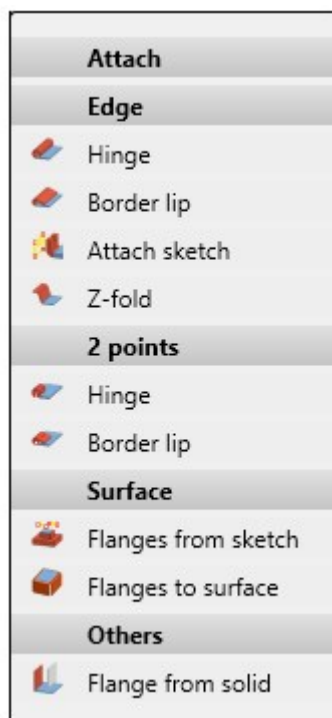 Attach
Edge
Hinge
Border lip
Attach sketch
Z-fold
2 points
Hinge
Border lip
Surface
Flanges from sketch
Flanges to surface
Others
Flange from solid